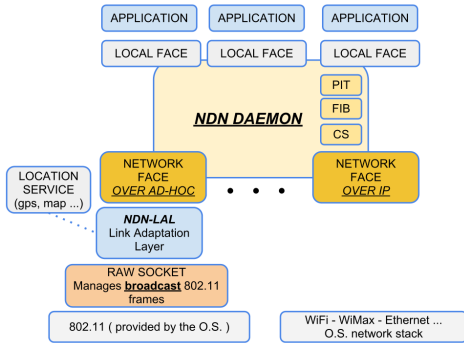 APPLICATION APPLICATION APPLICATION
LOCAL FACE LOCAL FACE LOCAL FACE
NDN DAEMON
PIT
FIB
CS
NETWORK
FACE
OVER AD-HOC
• • •
NETWORK
FACE
OVER IP
LOCATION
SERVICE
(gps, map ...)
NDN-LAL
Link Adaptation
Layer
RAW SOCKET
Manages broadcast 802.11
frames
802.11 ( provided by the O.S. )
WiFi - WiMax - Ethernet ...
O.S. network stack